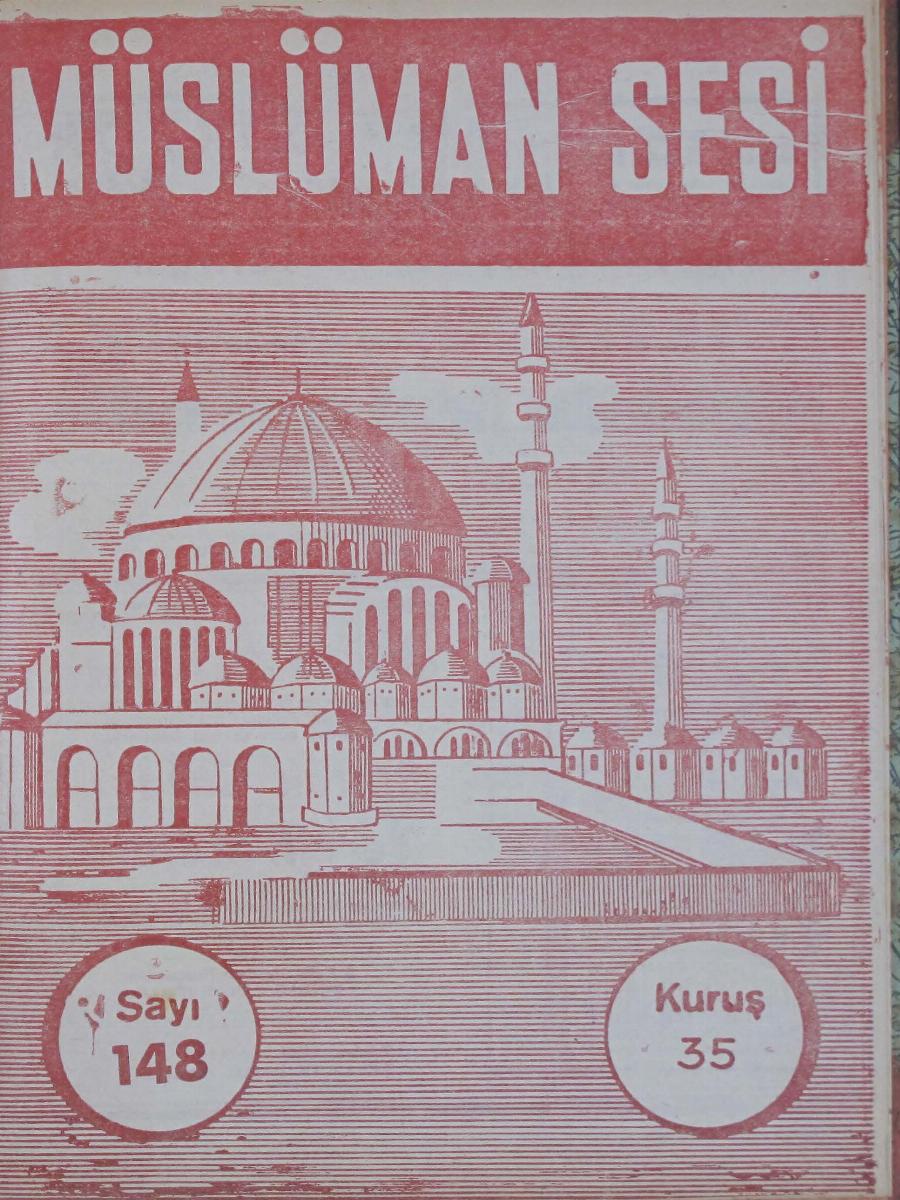 MÜSLÜMAN SESİ
Sayı
148
Kuruş
35